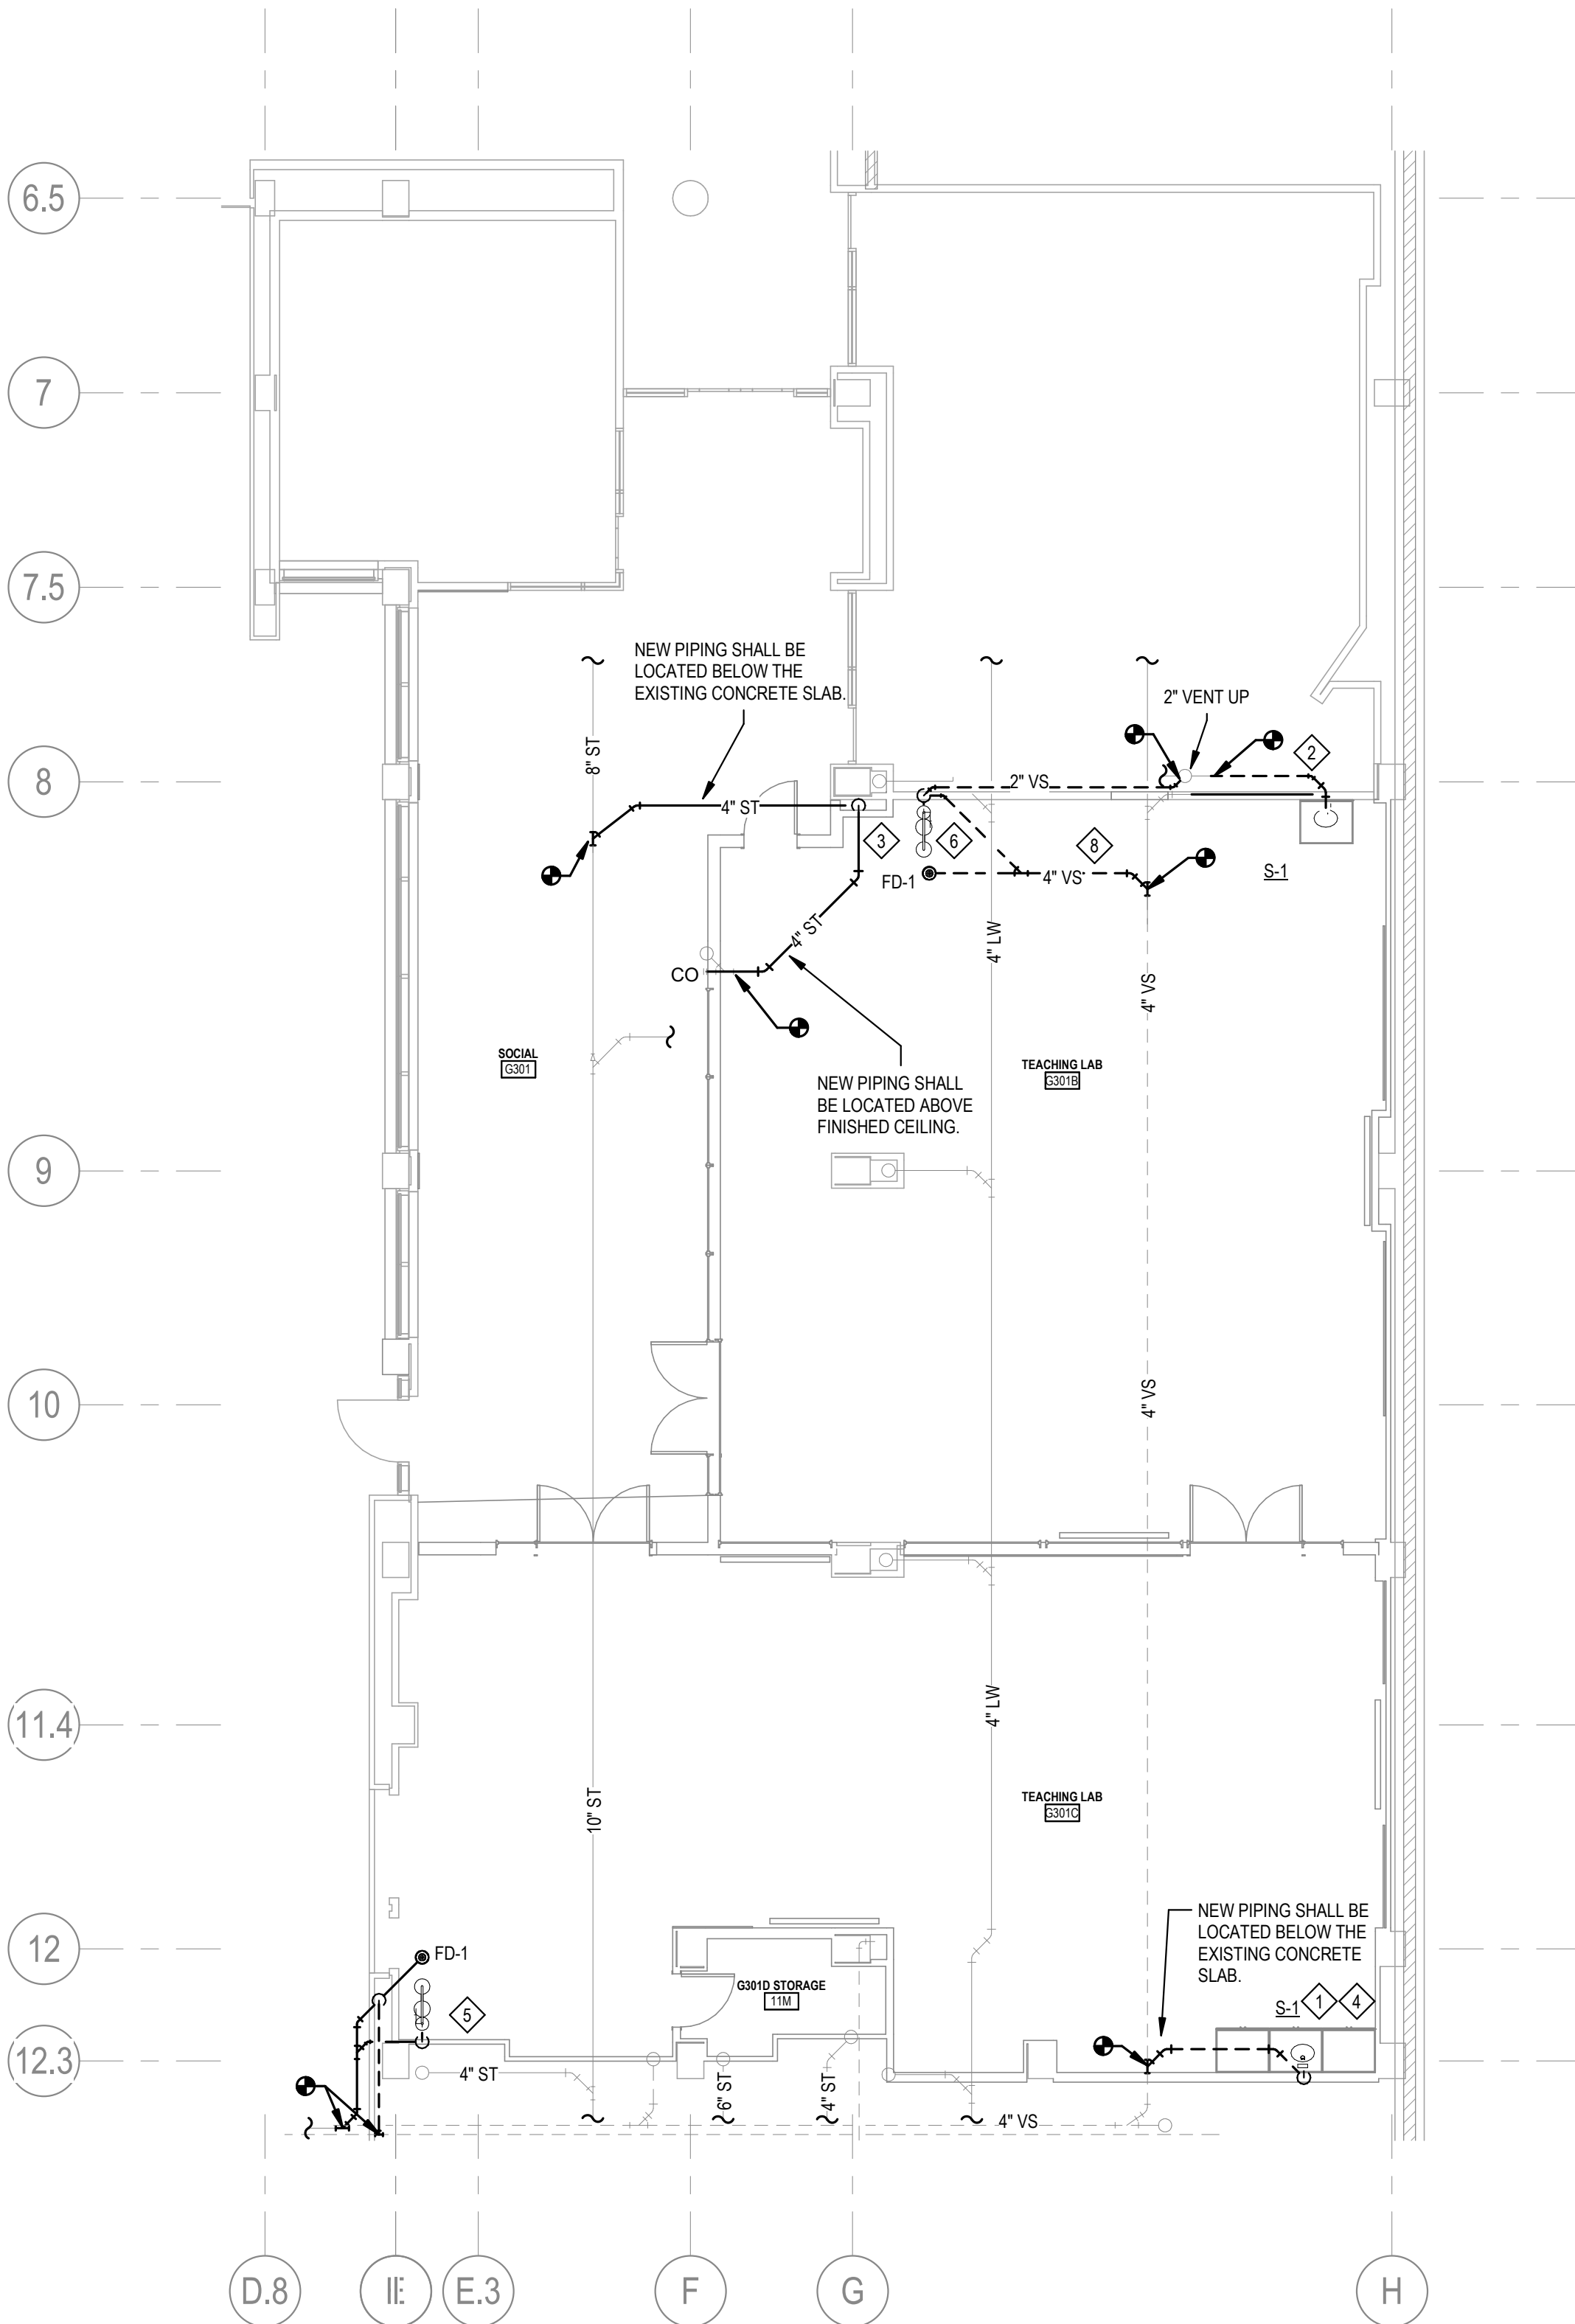 6.5
7
7.5
NEW PIPING SHALL BE
LOCATED BELOW THE
EXISTING CONCRETE SLAB.
2" VENT UP
8" ST
8
2
2" VS
4" ST
3
6
8
FD-1
4" VS
S-1
4" ST
4" LW
CO
4" VS
SOCIAL
G301
TEACHING LAB
G301B
NEW PIPING SHALL
BE LOCATED ABOVE
FINISHED CEILING.
9
10
4" VS
11.4
4" LW
10" ST
TEACHING LAB
G301C
NEW PIPING SHALL BE
LOCATED BELOW THE
EXISTING CONCRETE
SLAB.
12
FD-1
G301D STORAGE
11M
5
S-1
1
4
12.3
4" ST
6" ST
4" ST
4" VS
D.8
E.3
F
G
H